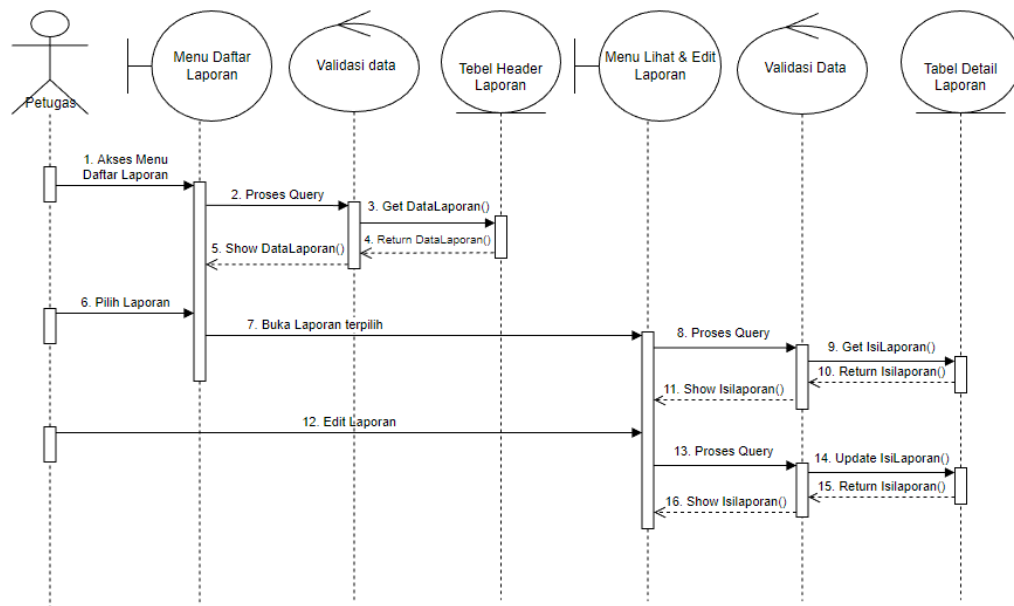 Petugas
Menu Daftar
Laporan
Validasi data
Tebel Header
Laporan
Menu Lihat & Edit
Laporan
Validasi Data
Tabel Detail
Laporan
1. Akses Menu
Daftar Laporan
2. Proses Query
3. Get DataLaporan()
4. Return DataLaporan()
5. Show DataLaporan()
6. Pilih Laporan
7. Buka Laporan terpilih
8. Proses Query
9. Get IsiLaporan()
10. Return Isilaporan()
11. Show Isilaporan()
12. Edit Laporan
13. Proses Query
14. Update IsiLaporan()
15. Return Isilaporan()
16. Show Isilaporan()